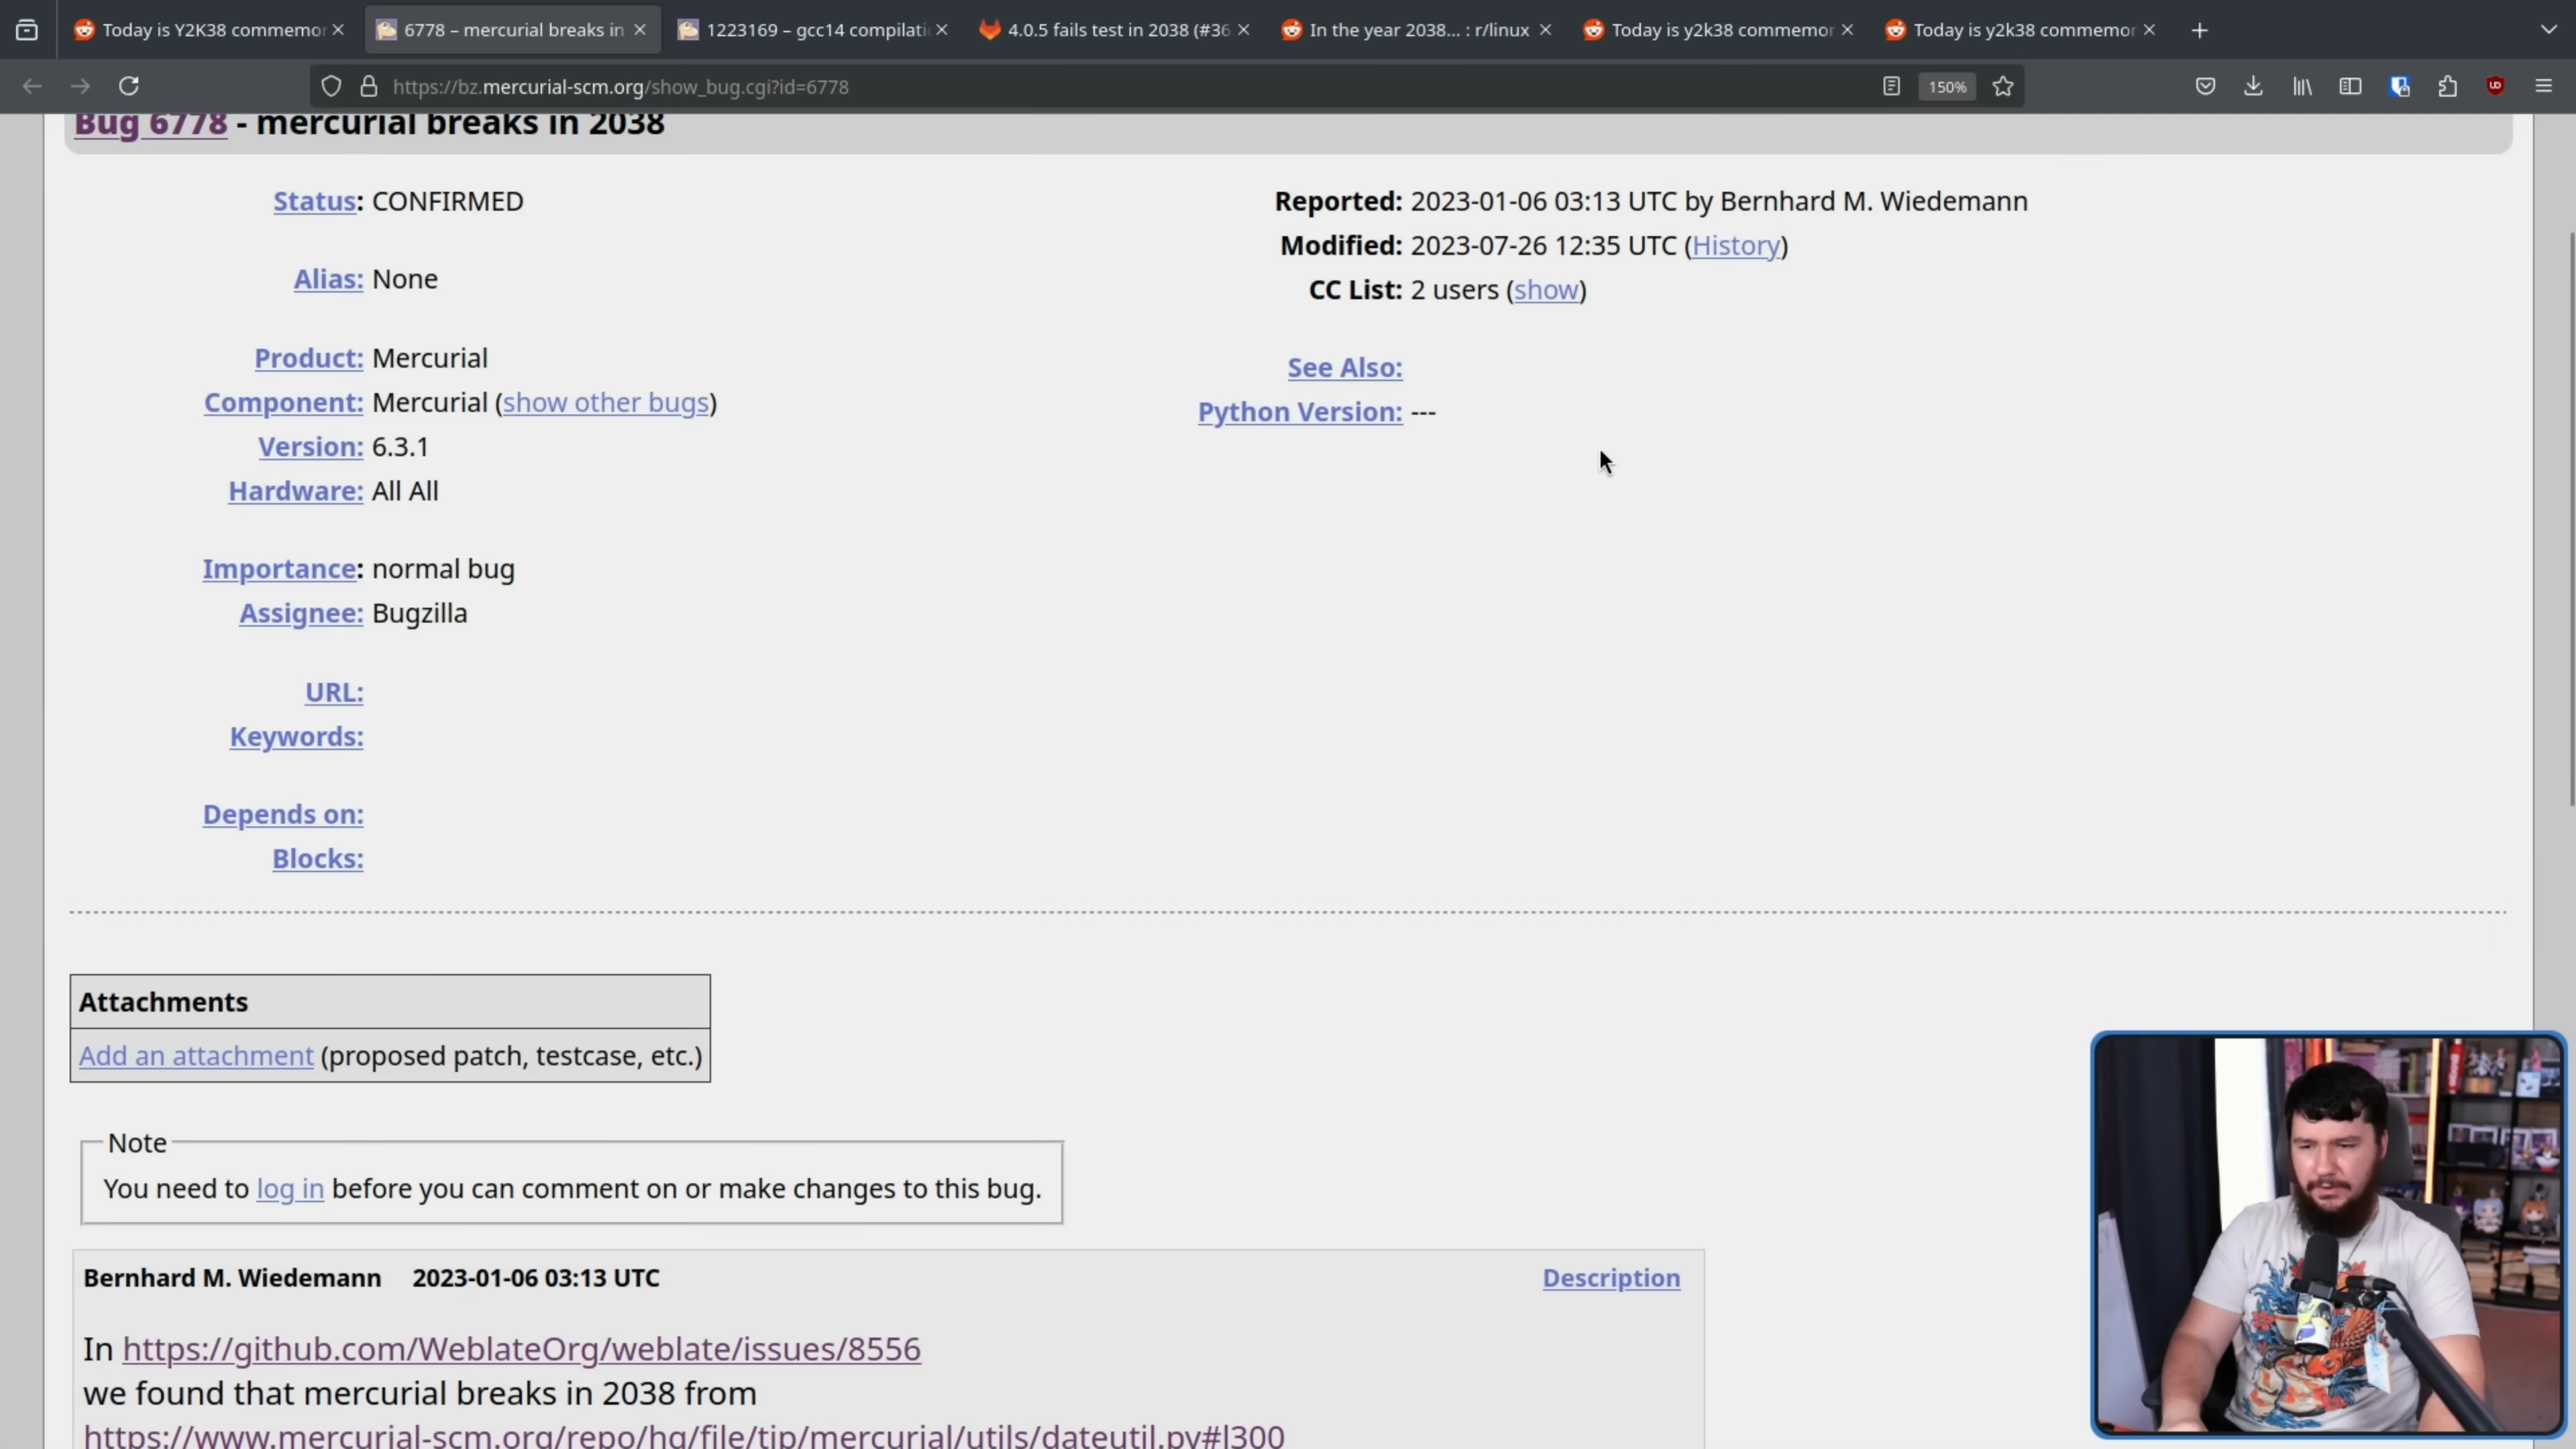 Today is Y2K38 commemor
6778 – mercurial breaks in
1223169 – gcc14 compilati
4.0.5 fails test in 2038 (#36
In the year 2038... : r/linux
Today is y2k38 commemor
Today is y2k38 commemor
https://bz.mercurial-scm.org/show_bug.cgi?id=6778
150%
Bug 6778 - mercurial breaks in 2038
Status: CONFIRMED
Alias: None
Product: Mercurial
Component: Mercurial (show other bugs)
Version: 6.3.1
Hardware: All All
Importance: normal bug
Assignee: Bugzilla
URL:
Keywords:
Depends on:
Blocks:
Reported: 2023-01-06 03:13 UTC by Bernhard M. Wiedemann
Modified: 2023-07-26 12:35 UTC (History)
CC List: 2 users (show)
See Also:
Python Version: ---
Attachments
Add an attachment (proposed patch, testcase, etc.)
Note
You need to log in before you can comment on or make changes to this bug.
Bernhard M. Wiedemann 2023-01-06 03:13 UTC
Description
In https://github.com/WeblateOrg/weblate/issues/8556
we found that mercurial breaks in 2038 from
https://www.mercurial-scm.org/repo/hg/file/tip/mercurial/utils/dateutil.py#l300